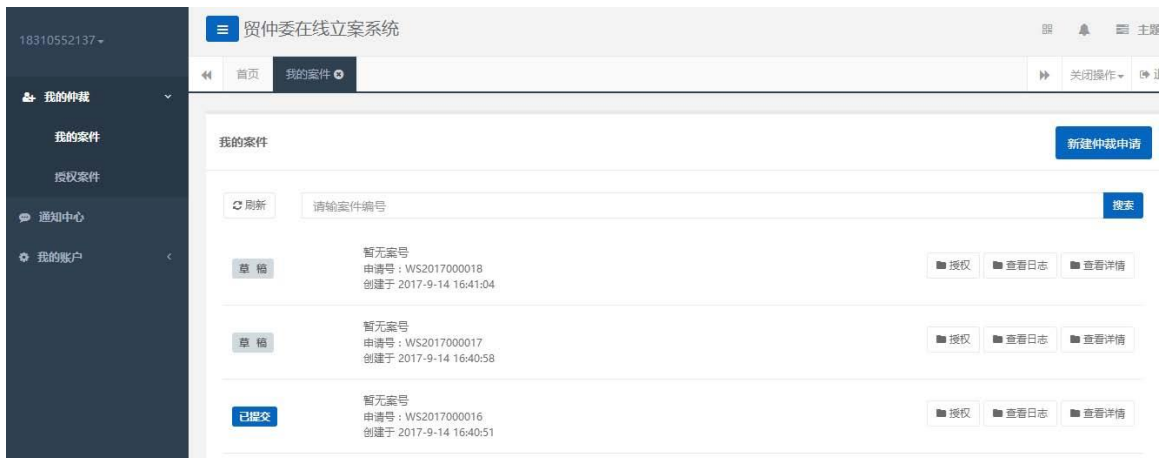 18310552137
贸仲委在线立案系统
主题
首页
我的案件
关闭操作
我的仲裁
我的案件
授权案件
通知中心
我的账户
我的案件
新建仲裁申请
刷新
请输案件编号
搜索
草 稿
暂无案号
申请号：WS2017000018
创建于 2017-9-14 16:41:04
授权 查看日志 查看详情
草 稿
暂无案号
申请号：WS2017000017
创建于 2017-9-14 16:40:58
授权 查看日志 查看详情
已提交
暂无案号
申请号：WS2017000016
创建于 2017-9-14 16:40:51
授权 查看日志 查看详情